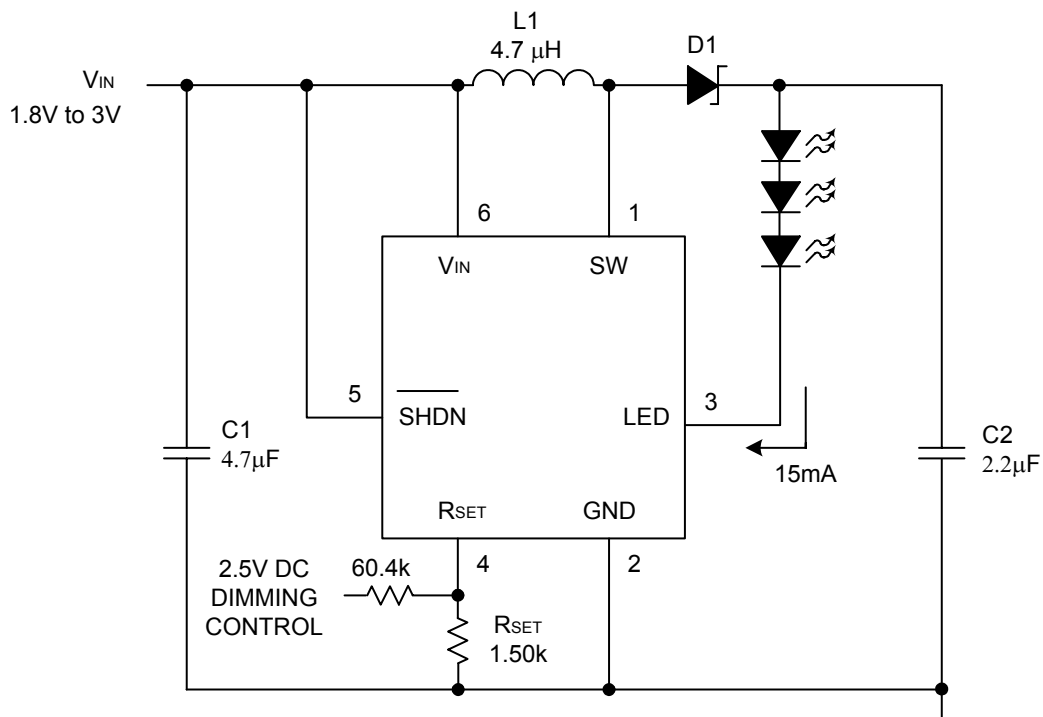 L1
4.7 μH
D1
VIN
1.8V to 3V
6
1
VIN
SW
5
SHDN
LED
3
C1
4.7μF
15mA
C2
2.2μF
RSET
GND
4
2
2.5V DC
DIMMING
CONTROL
60.4k
RSET
1.50k